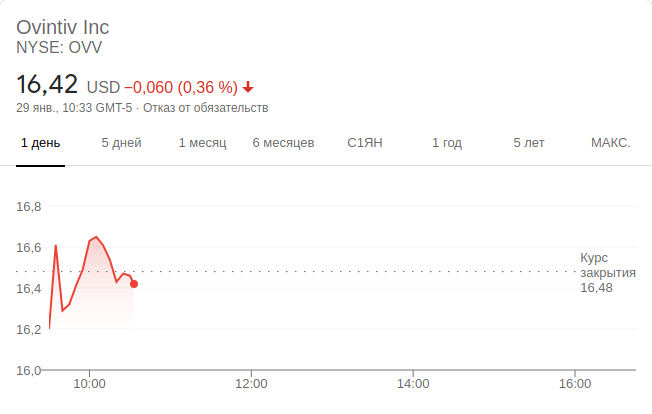 Ovintiv Inc
NYSE: OVV
16,42 USD −0,060 (0,36 %)
29 янв., 10:33 GMT-5 · Отказ от обязательств
1 день 5 дней 1 месяц 6 месяцев С1ЯН 1 год 5 лет МАКС.
16,8
16,6
Курс
закрытия
16,48
16,4
16,2
16,0
10:00 12:00 14:00 16:00